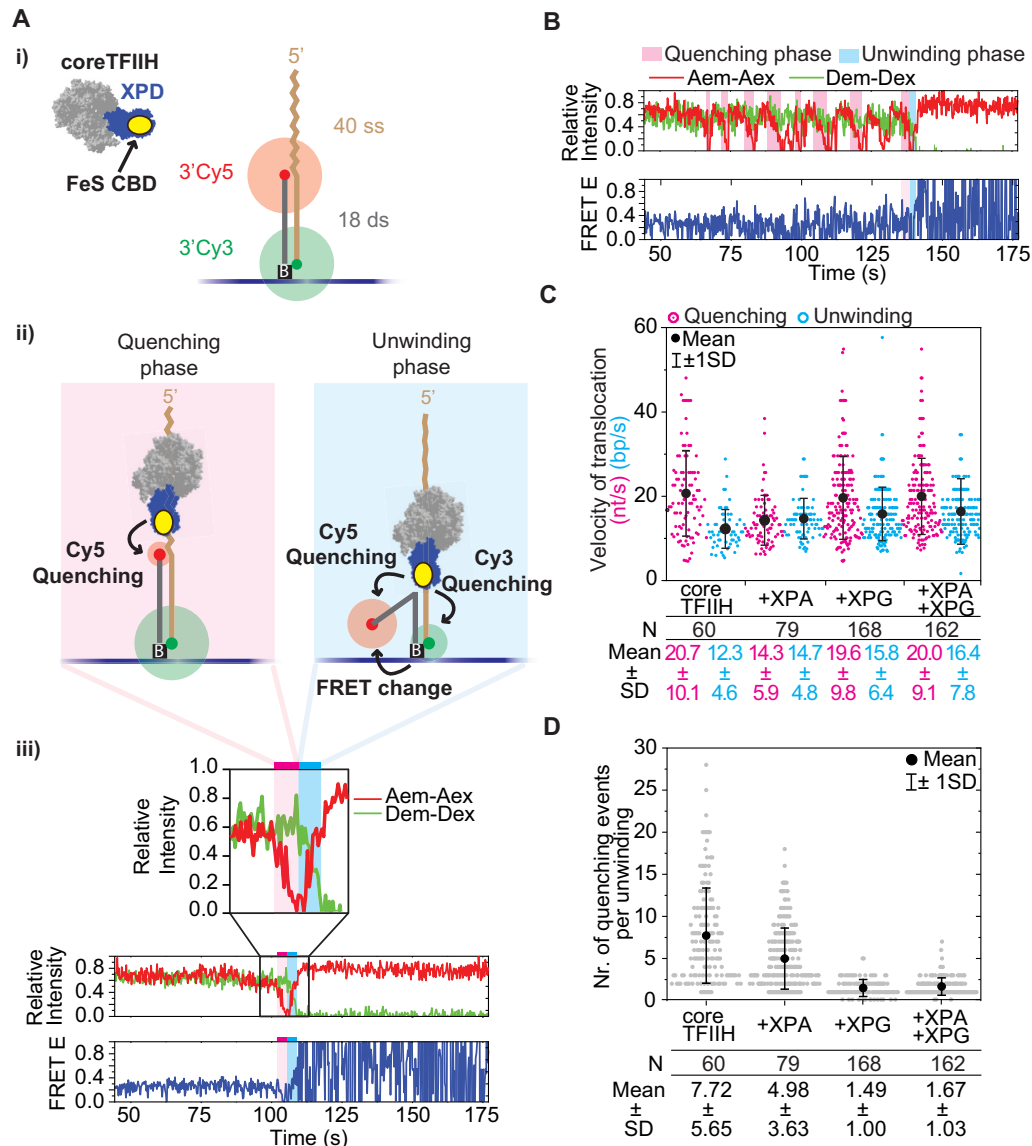 A
i)
coreTFIIH
XPD
FeS CBD
5’
40 ss
3’Cy5
18 ds
3’Cy3
B
ii)
Quenching phase
Unwinding phase
5’
5’
Cy5 Quenching
Cy5 Quenching
Cy3 Quenching
B
B
FRET change
iii)
1.0
0.8
0.6
0.4
0.2
0.0
Relative Intensity
Aem-Aex
Dem-Dex
Relative Intensity
0.8
0.4
0.0
FRET E
0.8
0.4
0.0
50 75 100 125 150 175
Time (s)
B
Quenching phase Unwinding phase
Aem-Aex Dem-Dex
Relative Intensity
0.8
0.4
0.0
FRET E
0.8
0.4
0.0
50 75 100 125 150 175
Time (s)
C
Quenching Unwinding
Mean
±1SD
Velocity of translocation
(nt/s) (bp/s)
60
40
20
0
core TFIIH +XPA +XPG +XPA +XPG
N 60 79 168 162
Mean 20.7 12.3 14.3 14.7 19.6 15.8 20.0 16.4
± ± ± ± ± ± ± ± ±
SD 10.1 4.6 5.9 4.8 9.8 6.4 9.1 7.8
D
Mean
± 1SD
Nr. of quenching events
per unwinding
30
25
20
15
10
5
0
core TFIIH +XPA +XPG +XPA +XPG
N 60 79 168 162
Mean 7.72 4.98 1.49 1.67
± ± ± ± ±
SD 5.65 3.63 1.00 1.03